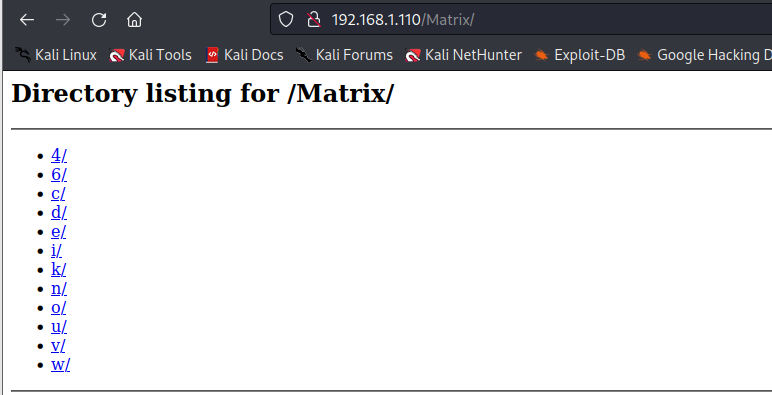 192.168.1.110/Matrix/
Kali Linux Kali Tools Kali Docs Kali Forums Kali NetHunter Exploit-DB Google Hacking D
Directory listing for /Matrix/
4/
6/
c/
d/
e/
i/
k/
n/
o/
u/
v/
w/